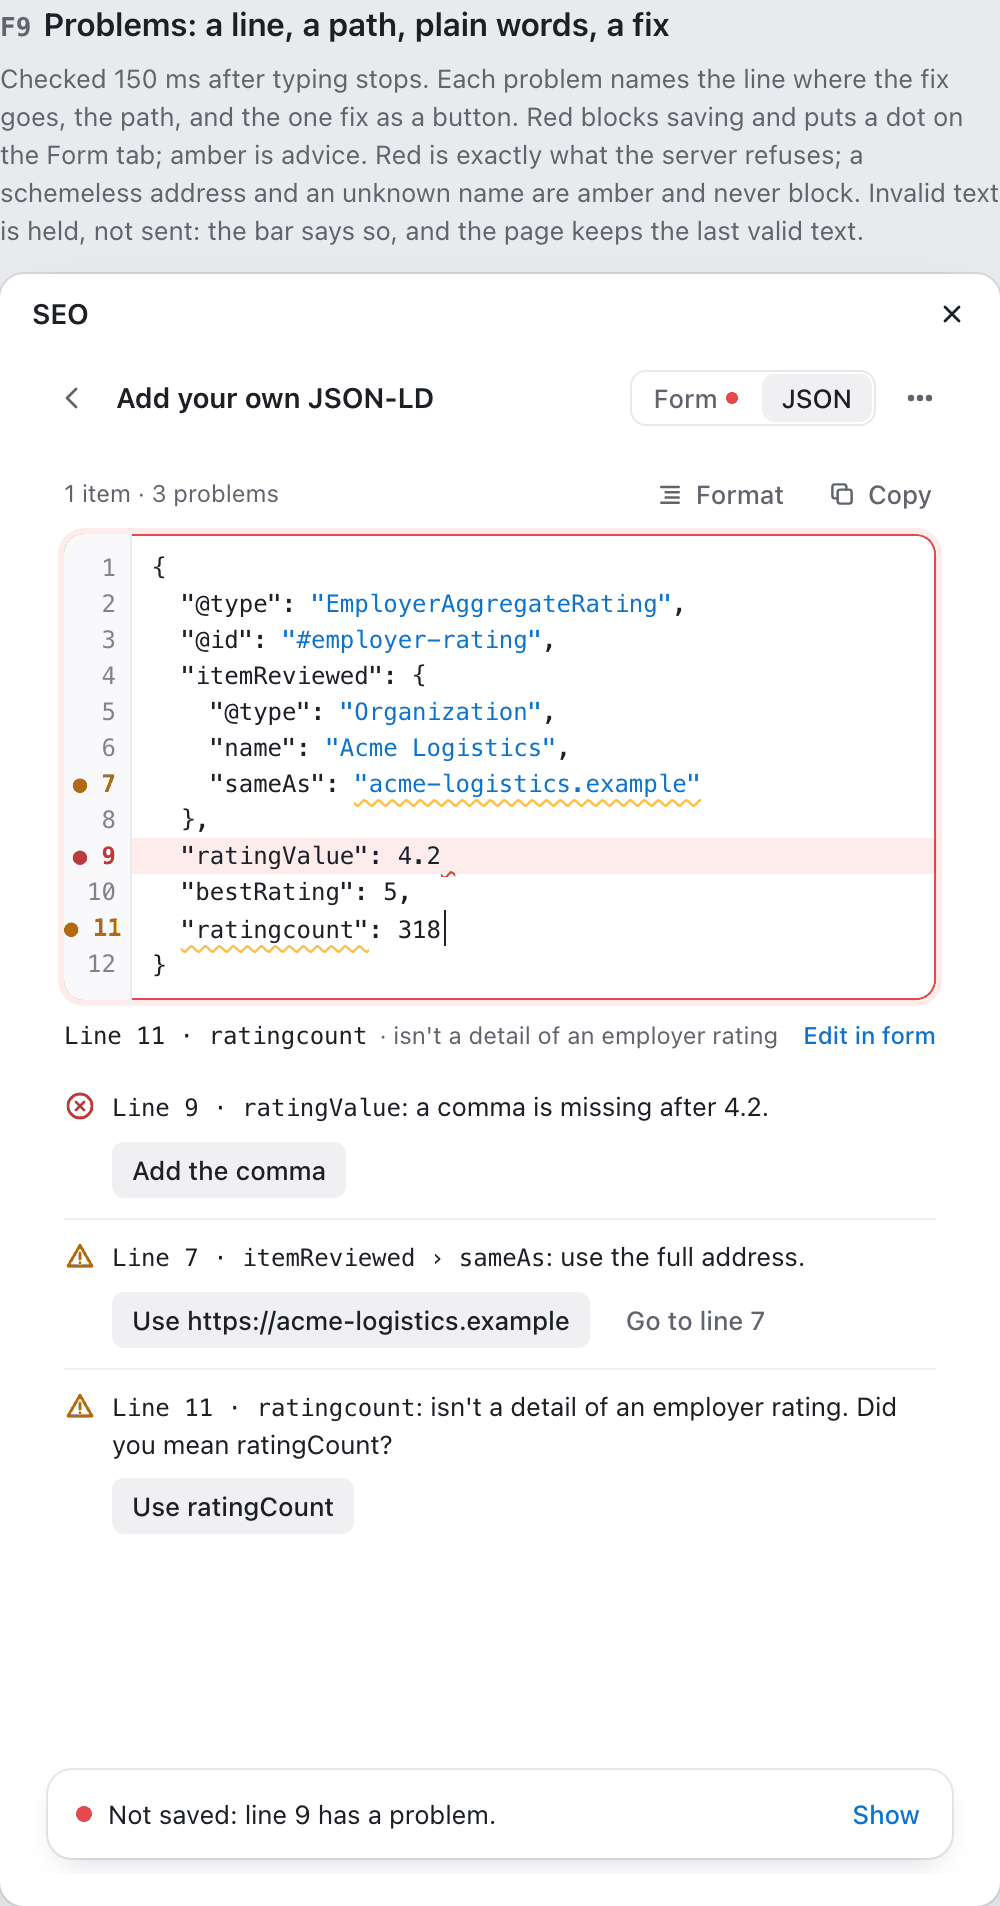 F9 Problems: a line, a path, plain words, a fix
Checked 150 ms after typing stops. Each problem names the line where the fix
goes, the path, and the one fix as a button. Red blocks saving and puts a dot on
the Form tab; amber is advice. Red is exactly what the server refuses; a
schemeless address and an unknown name are amber and never block. Invalid text
is held, not sent: the bar says so, and the page keeps the last valid text.
SEO
Add your own JSON-LD
Form JSON
1 item · 3 problems
Format Copy
1 {
2 "@type": "EmployerAggregateRating",
3 "@id": "#employer-rating",
4 "itemReviewed": {
5 "@type": "Organization",
6 "name": "Acme Logistics",
7 "sameAs": "acme-logistics.example"
8 },
9 "ratingValue": 4.2
10 "bestRating": 5,
11 "ratingcount": 318
12 }
Line 11 · ratingcount · isn't a detail of an employer rating Edit in form
Line 9 · ratingValue: a comma is missing after 4.2.
Add the comma
Line 7 · itemReviewed › sameAs: use the full address.
Use https://acme-logistics.example Go to line 7
Line 11 · ratingcount: isn't a detail of an employer rating. Did
you mean ratingCount?
Use ratingCount
Not saved: line 9 has a problem. Show